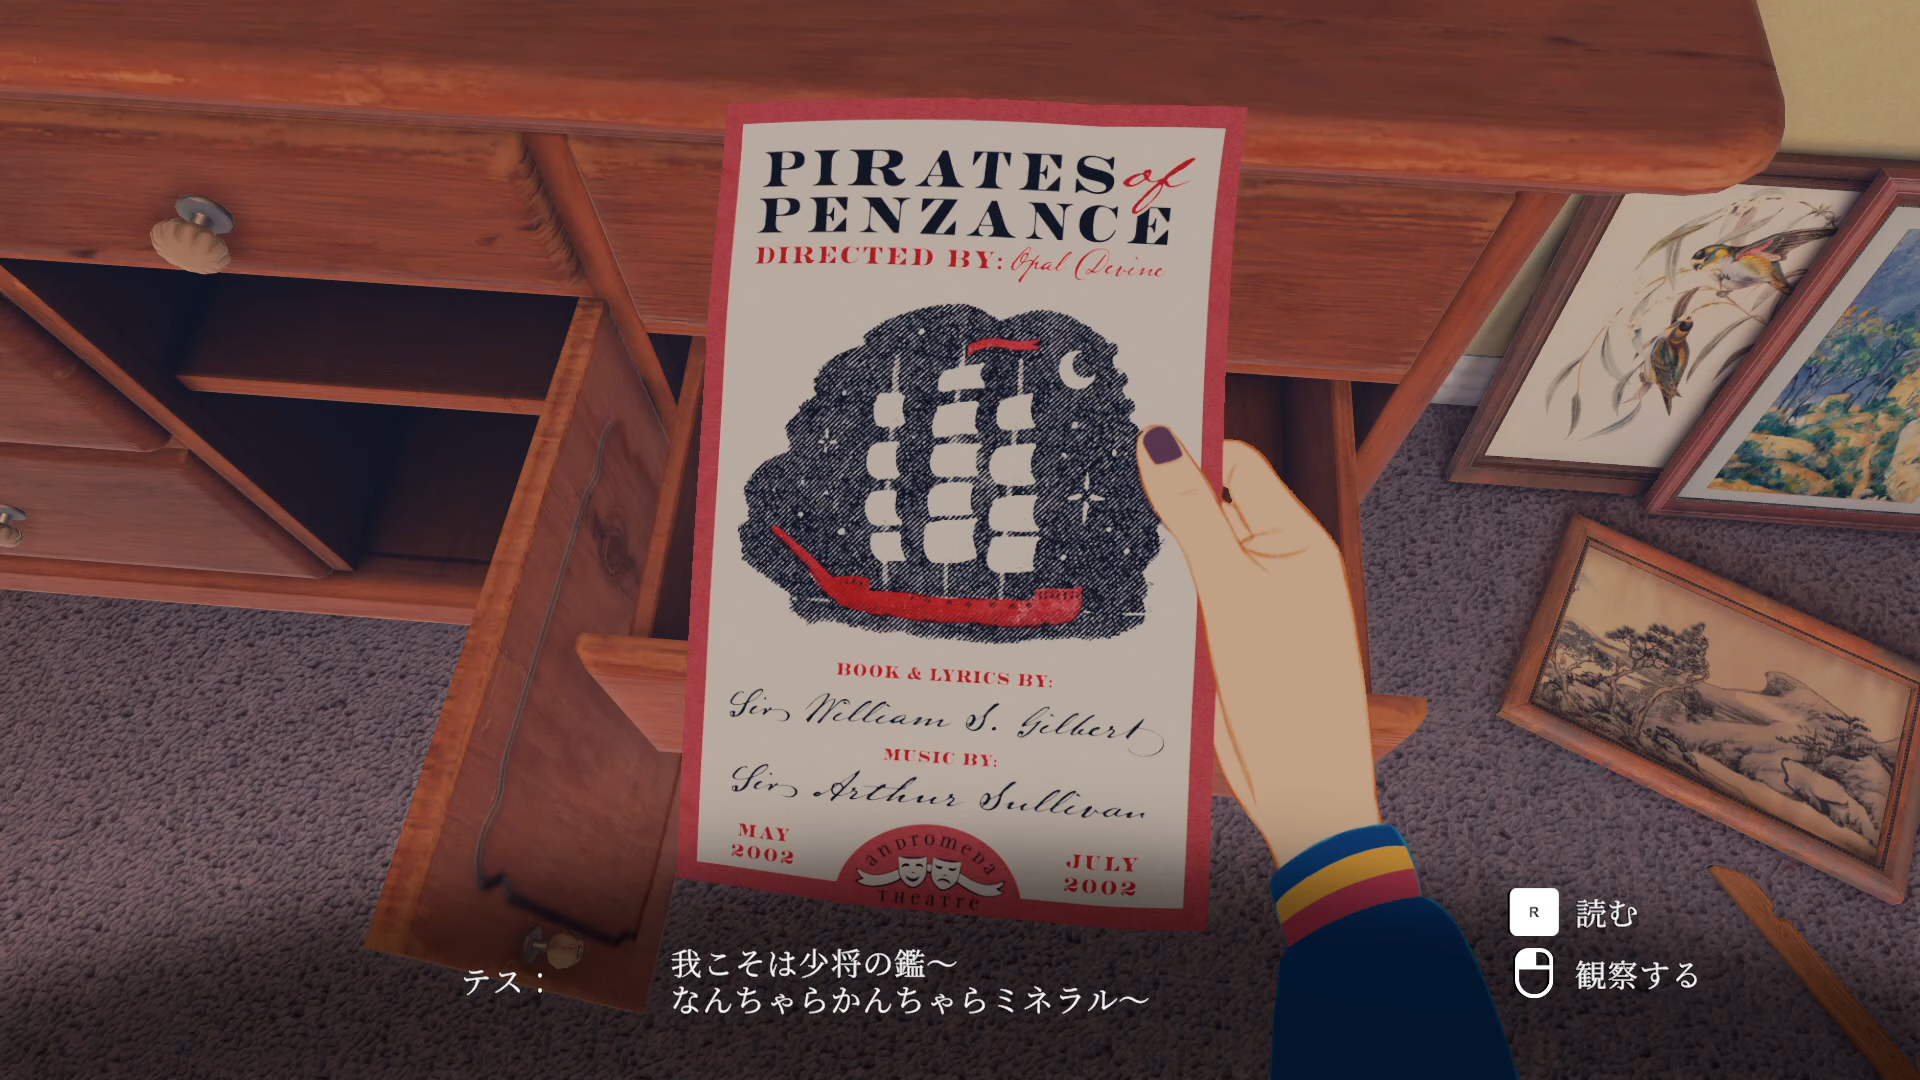 PIRATES of
PENZANCE
DIRECTED BY: Opal Devine
BOOK & LYRICS BY:
Sir William S. Gilbert
MUSIC BY:
Sir Arthur Sullivan
MAY
2002
ANDROMEDA
THEATRE
JULY
2002
テス：
我こそは少将の鑑～
なんちゃらかんちゃらミネラル～
R 読む
観察する